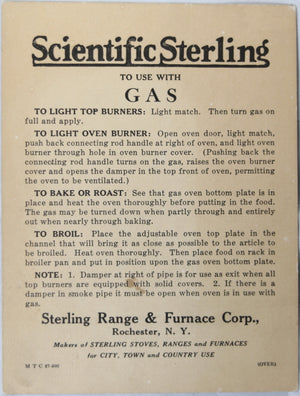 Scientific Sterling
TO USE WITH
GAS
TO LIGHT TOP BURNERS: Light match. Then turn gas on
full and apply.
TO LIGHT OVEN BURNER: Open oven door, light match,
push back connecting rod handle at right of oven, and light oven
burner through hole in oven burner cover. (Pushing back the
connecting rod handle turns on the gas, raises the oven burner
cover and opens the damper in the top front of oven, permitting
the oven to be ventilated.)
TO BAKE OR ROAST: See that gas oven bottom plate is in
place and heat the oven thoroughly before putting in the food.
The gas may be turned down when partly through and entirely
out when nearly through baking.
TO BROIL: Place the adjustable oven top plate in the
channel that will bring it as close as possible to the article to
be broiled. Heat oven thoroughly. Then place food on rack in
broiler pan and put in position upon the gas oven bottom plate.
NOTE: 1. Damper at right of pipe is for use as exit when all
top burners are equipped with solid covers. 2. If there is a
damper in smoke pipe it must be open when oven is in use with
gas.
Sterling Range & Furnace Corp.,
Rochester, N. Y.
Makers of STERLING STOVES, RANGES and FURNACES
for CITY, TOWN and COUNTRY USE
M T C
(OVER)